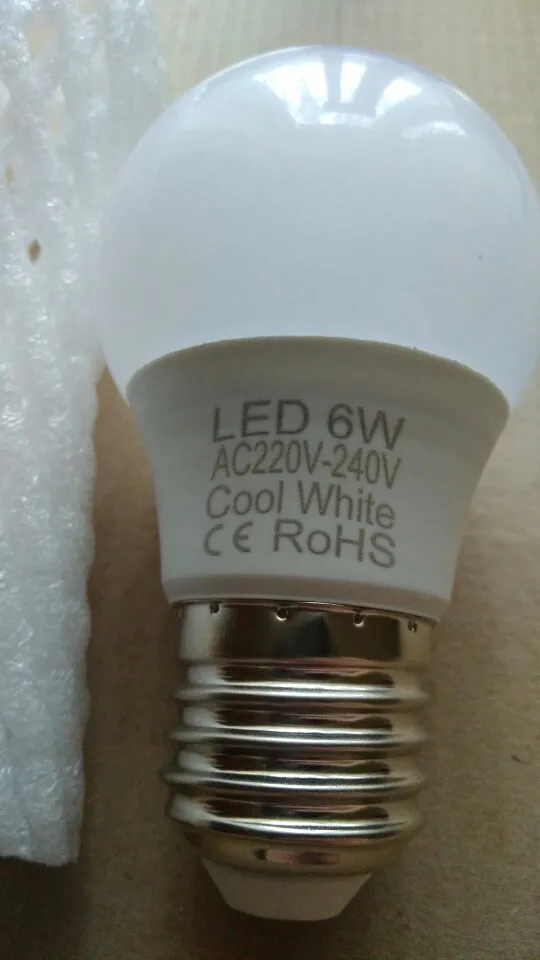 LED 6W
AC220V-240V
Cool White
CE RoHS